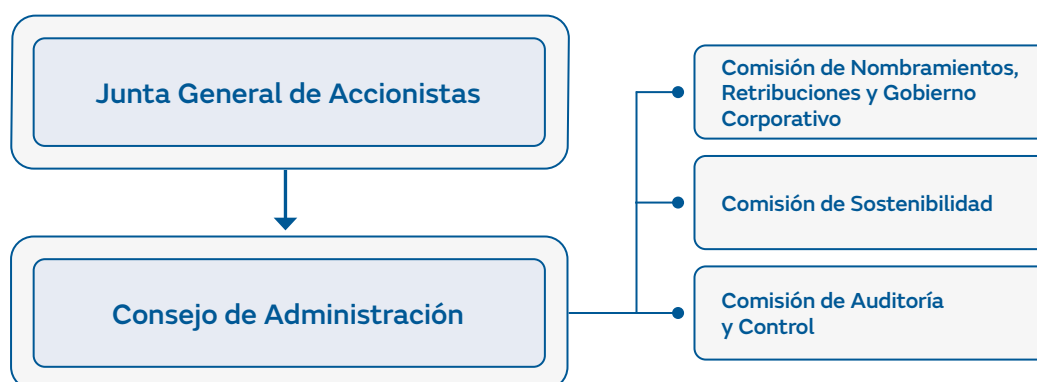 Junta General de Accionistas
Consejo de Administración
Comisión de Nombramientos,
Retribuciones y Gobierno
Corporativo
Comisión de Sostenibilidad
Comisión de Auditoría
y Control